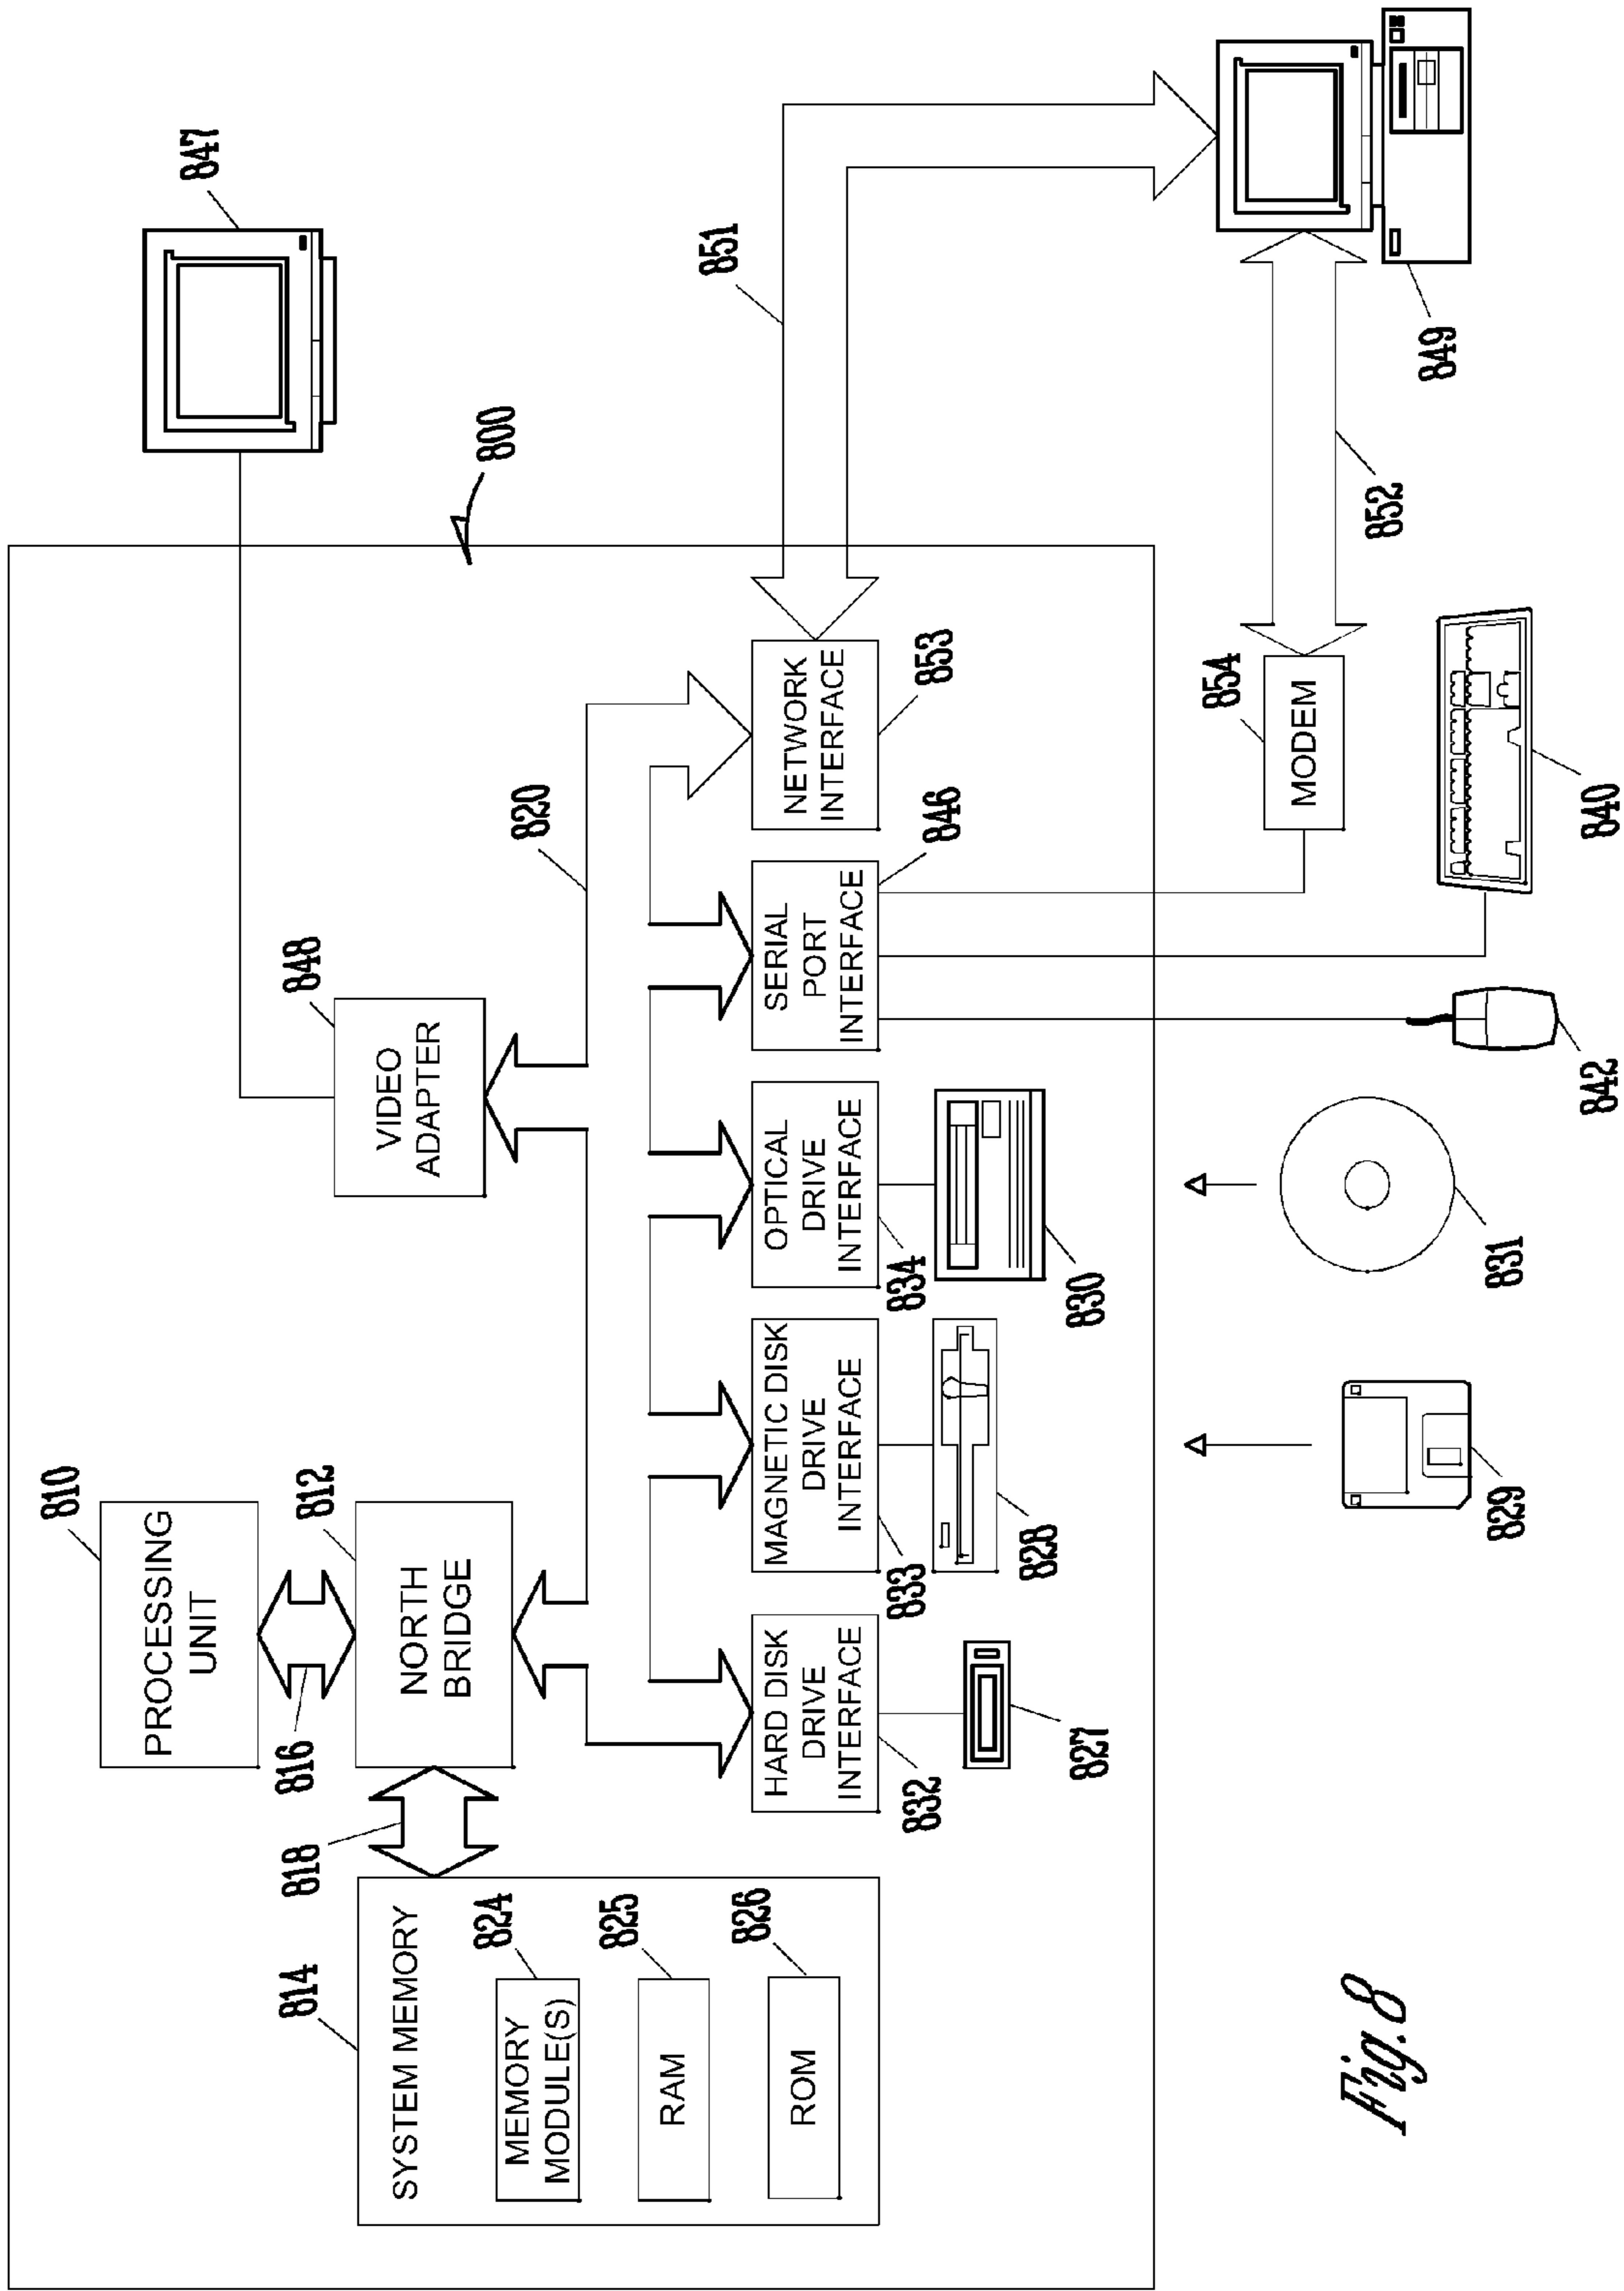 810
PROCESSING
UNIT
816
812
NORTH
BRIDGE
818
814
SYSTEM MEMORY
824
MEMORY
MODULE(S)
825
RAM
826
ROM
847
848
VIDEO
ADAPTER
800
820
851
HARD DISK
DRIVE
INTERFACE
832
827
MAGNETIC DISK
DRIVE
INTERFACE
833
828
OPTICAL
DRIVE
INTERFACE
834
830
SERIAL
PORT
INTERFACE
846
NETWORK
INTERFACE
853
854
MODEM
852
849
829
831
842
840
Fig. 8